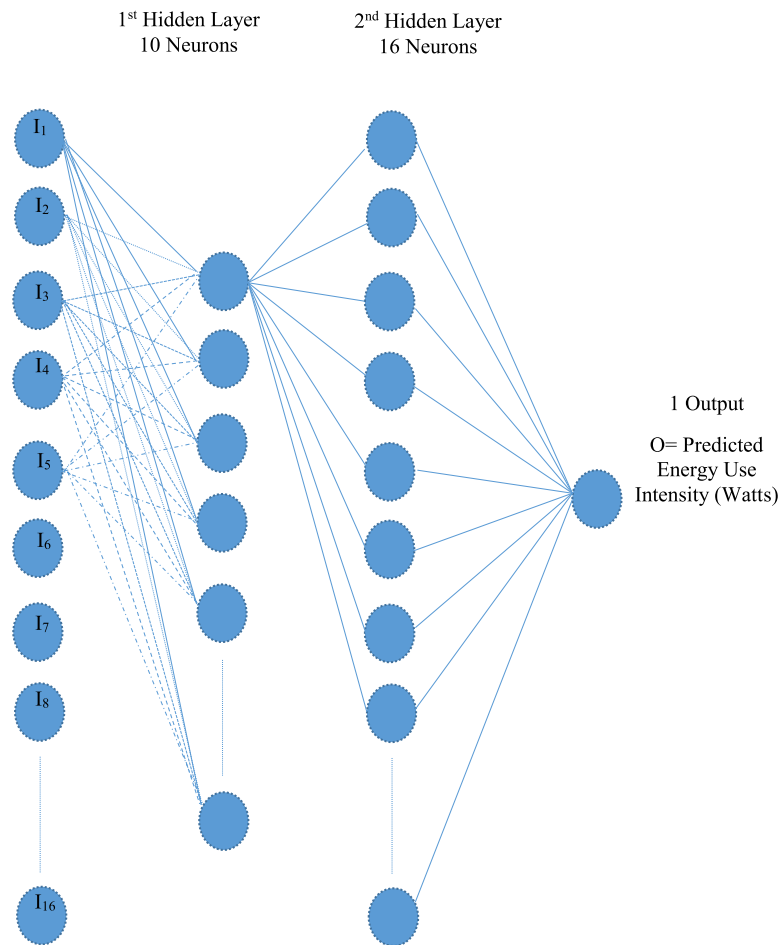 1st Hidden Layer
10 Neurons
2nd Hidden Layer
16 Neurons
I1
I2
I3
I4
I5
I6
I7
I8
I16
1 Output
O= Predicted
Energy Use
Intensity (Watts)